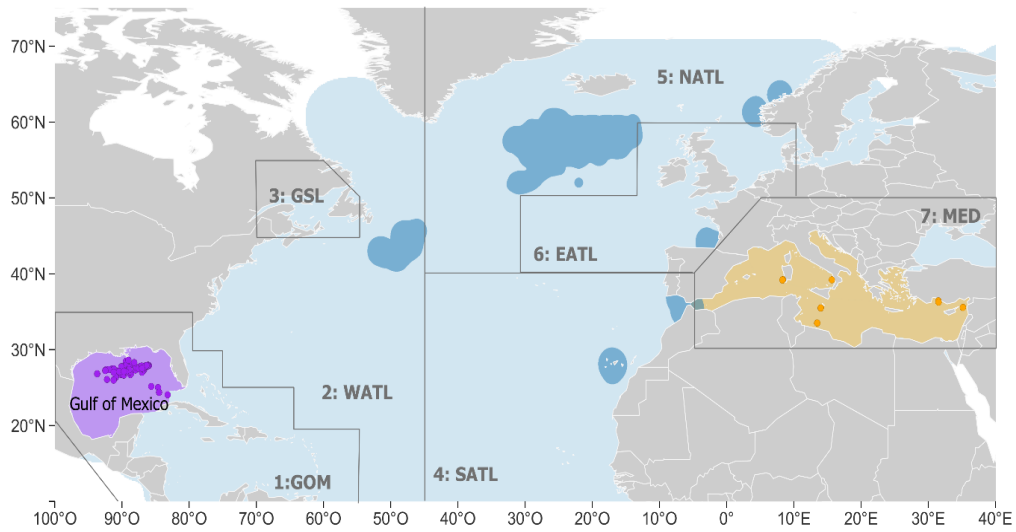 70°N
5: NATL
60°N
50°N
3: GSL
7: MED
6: EATL
40°N
30°N
2: WATL
Gulf of Mexico
20°N
1:GOM
4: SATL
100°O 90°O 80°O 70°O 60°O 50°O 40°O 30°O 20°O 10°O 0° 10°E 20°E 30°E 40°E